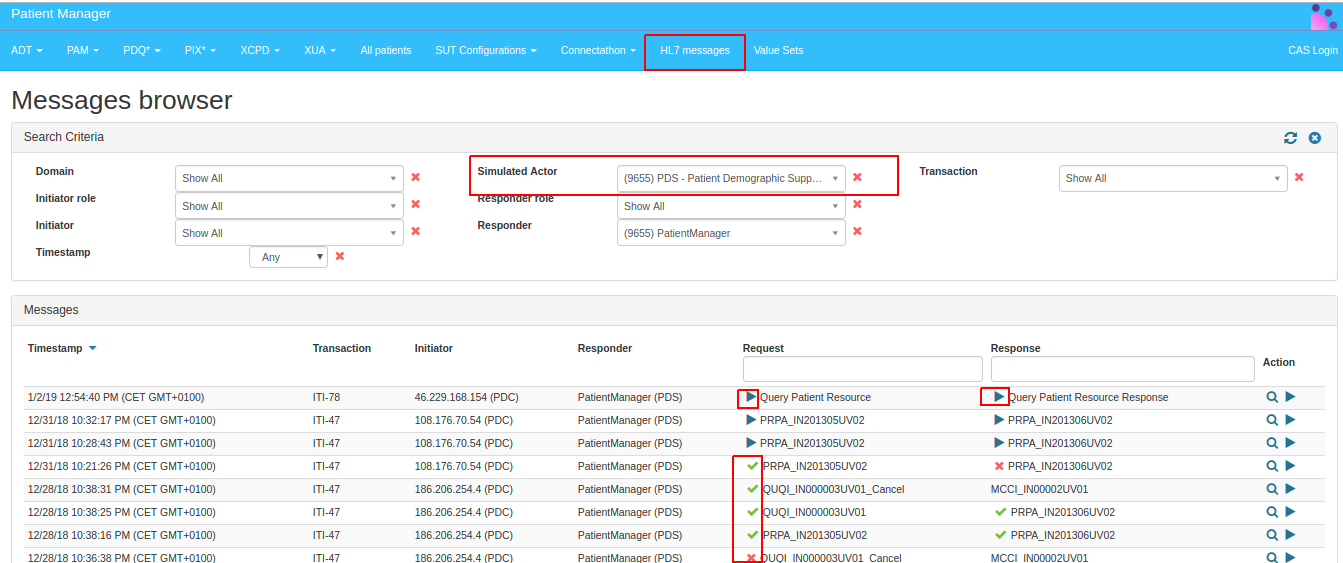 Patient Manager
ADT PAM PDQ* PIX* XCPD XUA All patients SUT Configurations Connectathon HL7 messages Value Sets CAS Login
Messages browser
Search Criteria
Domain Show All Simulated Actor (9655) PDS - Patient Demographic Supp… Transaction Show All
Initiator role Show All Responder role Show All
Initiator Show All Responder (9655) PatientManager
Timestamp Any
Messages
Timestamp Transaction Initiator Responder Request Response Action
1/2/19 12:54:40 PM (CET GMT+0100) ITI-78 46.229.168.154 (PDC) PatientManager (PDS) Query Patient Resource Query Patient Resource Response
12/31/18 10:32:17 PM (CET GMT+0100) ITI-47 108.176.70.54 (PDC) PatientManager (PDS) PRPA_IN201305UV02 PRPA_IN201306UV02
12/31/18 10:28:43 PM (CET GMT+0100) ITI-47 108.176.70.54 (PDC) PatientManager (PDS) PRPA_IN201305UV02 PRPA_IN201306UV02
12/31/18 10:21:26 PM (CET GMT+0100) ITI-47 108.176.70.54 (PDC) PatientManager (PDS) PRPA_IN201305UV02 PRPA_IN201306UV02
12/28/18 10:38:31 PM (CET GMT+0100) ITI-47 186.206.254.4 (PDC) PatientManager (PDS) QUQI_IN000003UV01_Cancel MCCI_IN00002UV01
12/28/18 10:38:25 PM (CET GMT+0100) ITI-47 186.206.254.4 (PDC) PatientManager (PDS) QUQI_IN000003UV01 PRPA_IN201306UV02
12/28/18 10:38:16 PM (CET GMT+0100) ITI-47 186.206.254.4 (PDC) PatientManager (PDS) PRPA_IN201305UV02 PRPA_IN201306UV02
12/28/18 10:36:38 PM (CET GMT+0100) ITI-47 186.206.254.4 (PDC) PatientManager (PDS) QUQI_IN000003UV01_Cancel MCCI_IN00002UV01